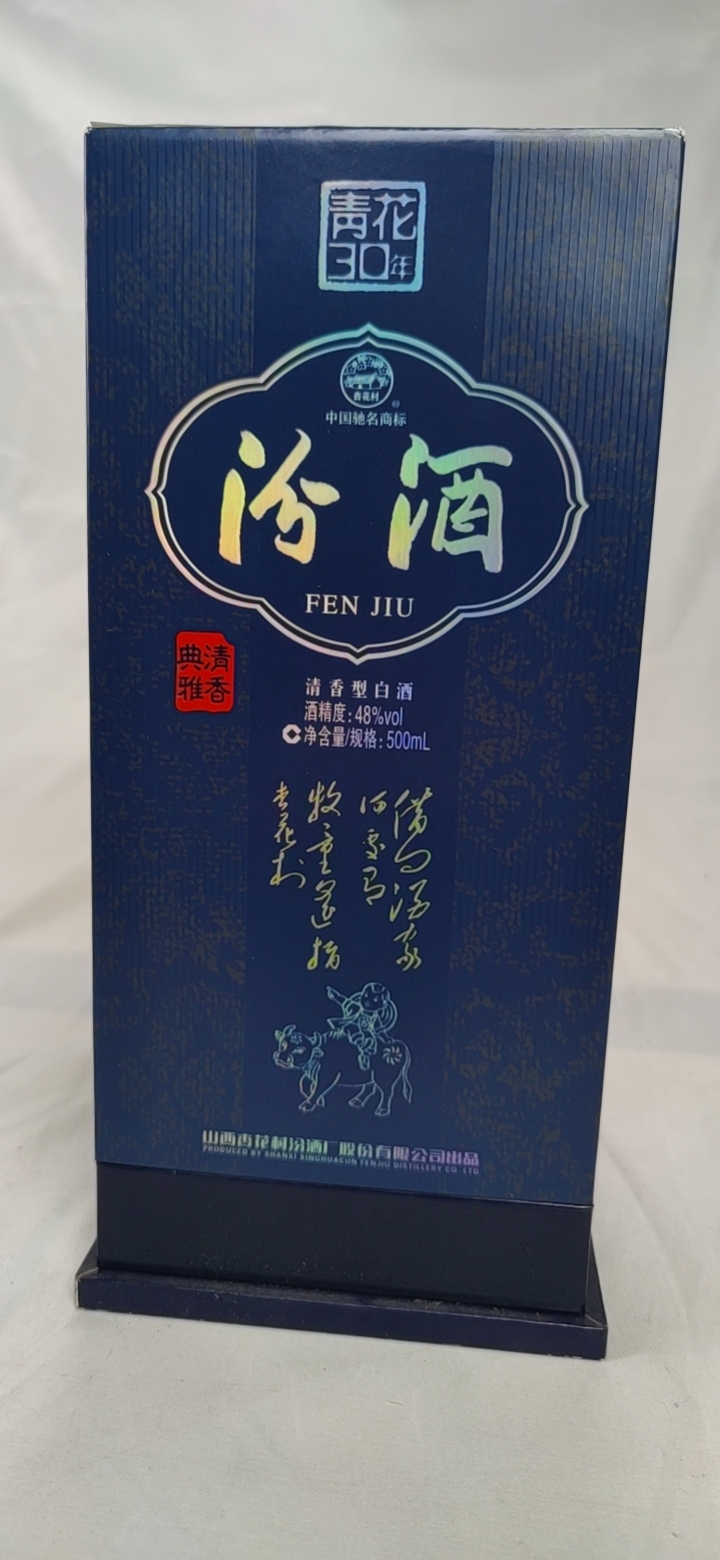 青花
30年
杏花村
中国驰名商标
汾酒
FEN JIU
清香
典雅
清香型白酒
酒精度:48%vol
净含量/规格:500mL
借问酒家
何处有
牧童遥指
杏花村
山西杏花村汾酒厂股份有限公司出品
PRODUCED BY SHANXI XINGHUACUN FENJIU DISTILLERY CO LTD